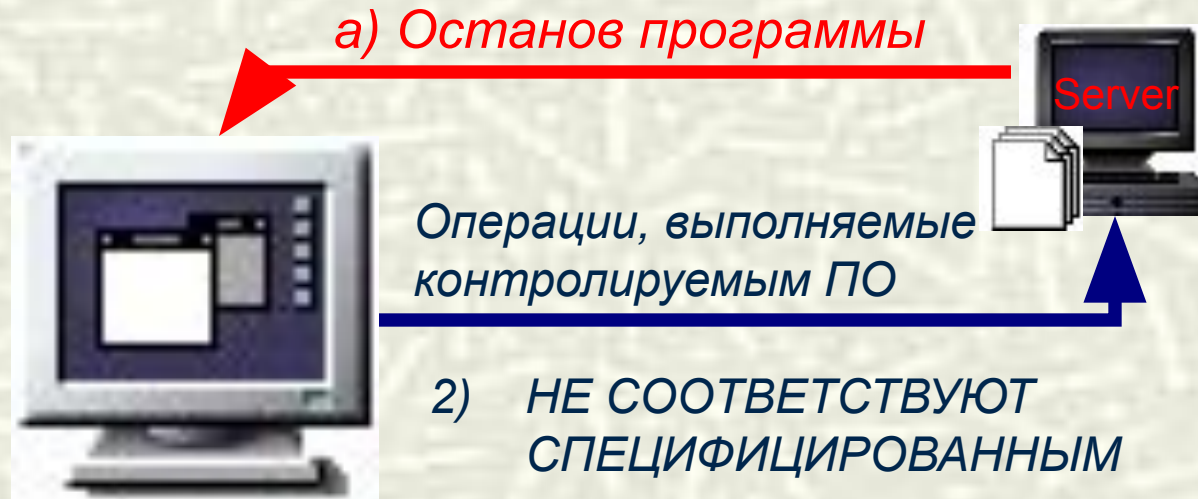 а) Останов программы
Server
Операции, выполняемые
контролируемым ПО
2) НЕ СООТВЕТСТВУЮТ
СПЕЦИФИЦИРОВАННЫМ